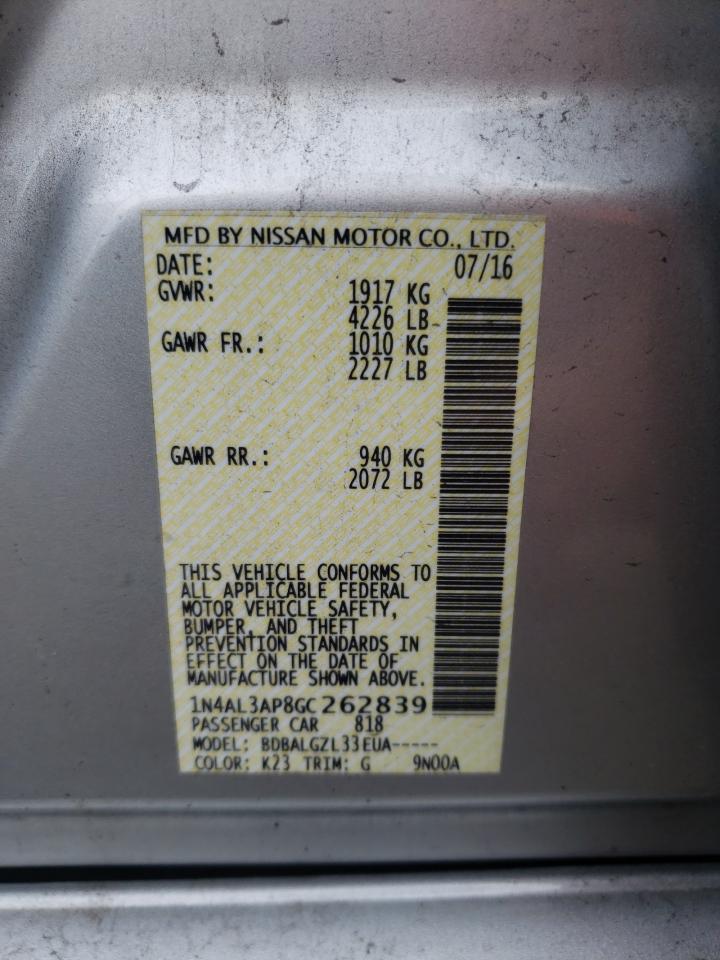 MFD BY NISSAN MOTOR CO., LTD.
DATE: 07/16
GVWR: 1917 KG
4226 LB
GAWR FR.: 1010 KG
2227 LB
GAWR RR.: 940 KG
2072 LB
THIS VEHICLE CONFORMS TO
ALL APPLICABLE FEDERAL
MOTOR VEHICLE SAFETY,
BUMPER, AND THEFT
PREVENTION STANDARDS IN
EFFECT ON THE DATE OF
MANUFACTURE SHOWN ABOVE.
1N4AL3AP8GC262839
PASSENGER CAR 818
MODEL: BDBALGZL33EUA-----
COLOR: K23 TRIM: G 9N00A